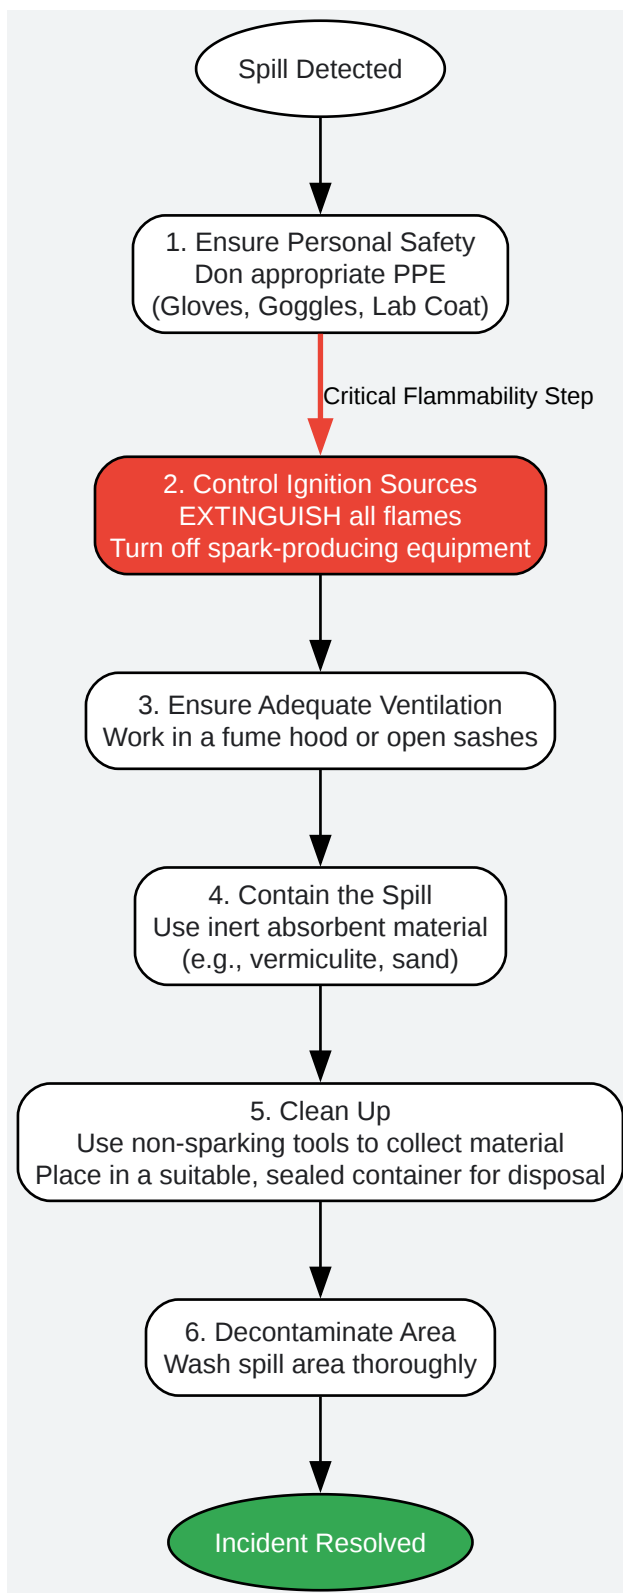 Spill Detected
1. Ensure Personal Safety
Don appropriate PPE
(Gloves, Goggles, Lab Coat)
Critical Flammability Step
2. Control Ignition Sources
EXTINGUISH all flames
Turn off spark-producing equipment
3. Ensure Adequate Ventilation
Work in a fume hood or open sashes
4. Contain the Spill
Use inert absorbent material
(e.g., vermiculite, sand)
5. Clean Up
Use non-sparking tools to collect material
Place in a suitable, sealed container for disposal
6. Decontaminate Area
Wash spill area thoroughly
Incident Resolved